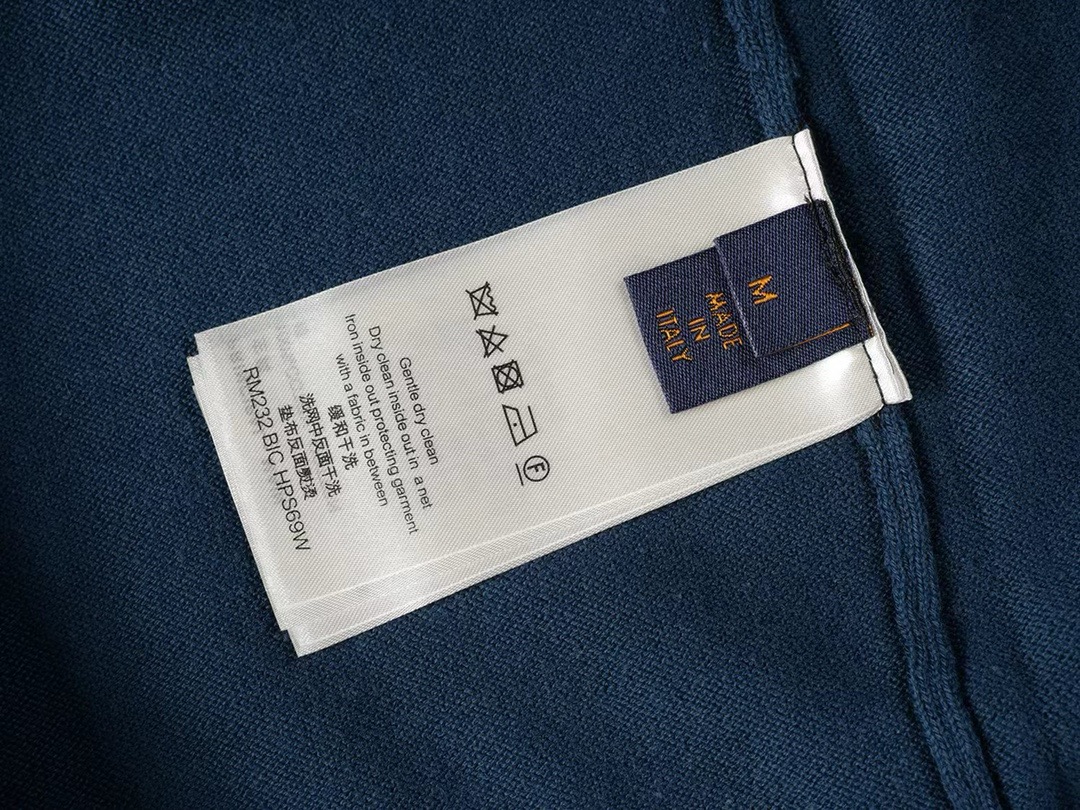 M
MADE
IN
ITALY
F
Gentle dry clean
Dry clean inside out in a net
Iron inside out protecting garment
with a fabric in between
缓和干洗
洗网中反面干洗
垫布反面熨烫
RM232 BIC HPS69W